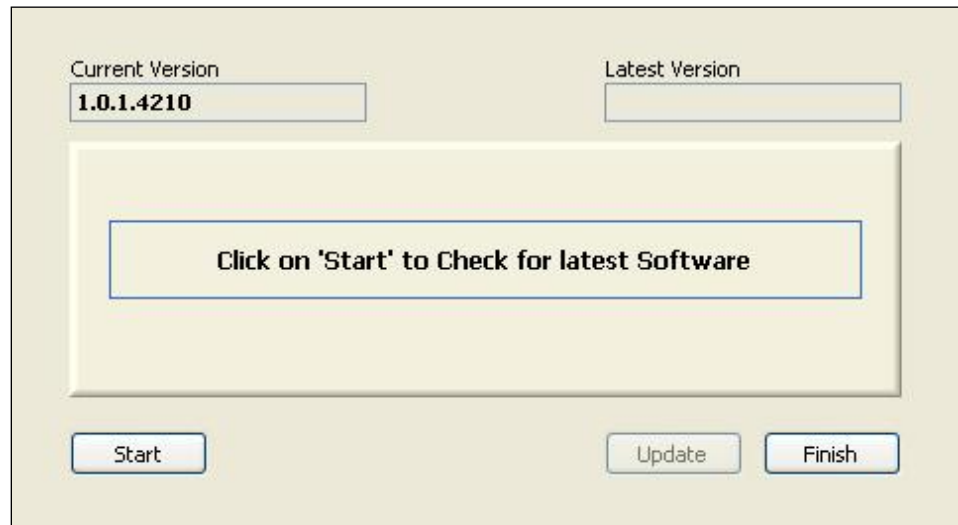 Current Version
Latest Version
1.0.1.4210
Click on 'Start' to Check for latest Software
Start
Update
Finish